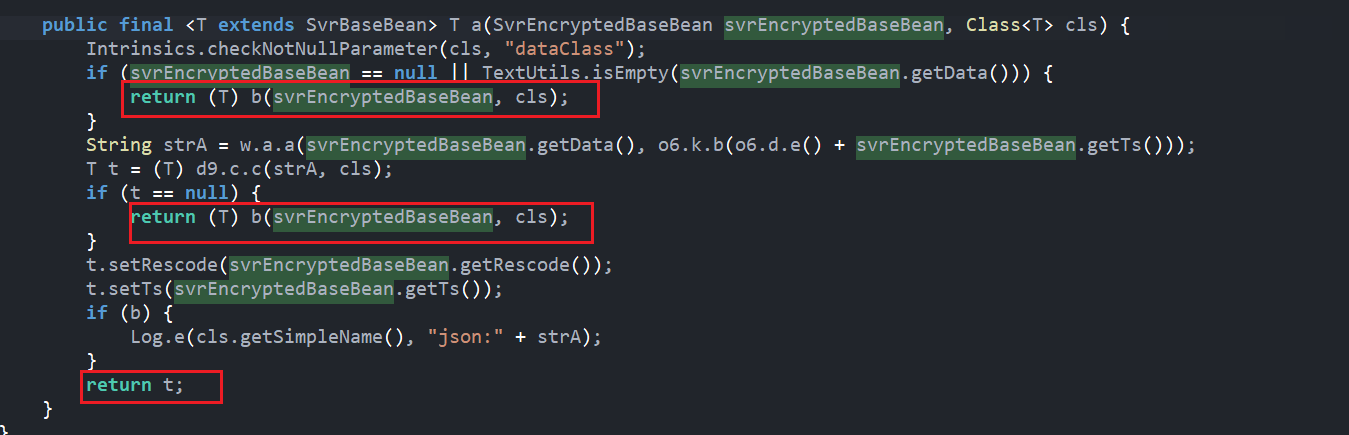 public final <T extends SvrBaseBean> T a(SvrEncryptedBaseBean svrEncryptedBaseBean, Class<T> cls) {
Intrinsics.checkNotNullParameter(cls, "dataClass");
if (svrEncryptedBaseBean == null || TextUtils.isEmpty(svrEncryptedBaseBean.getData())) {
return (T) b(svrEncryptedBaseBean, cls);
}
String strA = w.a.a(svrEncryptedBaseBean.getData(), o6.k.b(o6.d.e() + svrEncryptedBaseBean.getTs()));
T t = (T) d9.c.c(strA, cls);
if (t == null) {
return (T) b(svrEncryptedBaseBean, cls);
}
t.setRescode(svrEncryptedBaseBean.getRescode());
t.setTs(svrEncryptedBaseBean.getTs());
if (b) {
Log.e(cls.getSimpleName(), "json:" + strA);
}
return t;
}
}